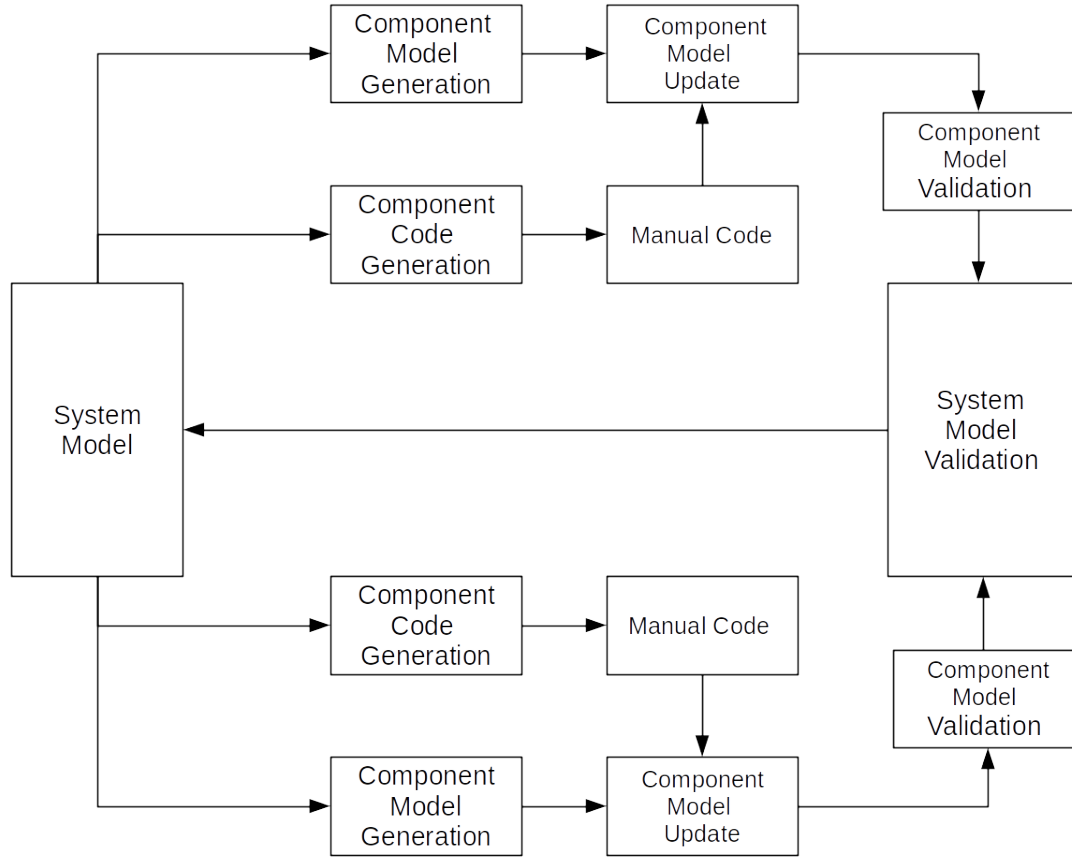 Component
Model
Generation
Component
Model
Update
Component
Model
Validation
Component
Code
Generation
Manual Code
System
Model
System
Model
Validation
Component
Code
Generation
Manual Code
Component
Model
Validation
Component
Model
Generation
Component
Model
Update